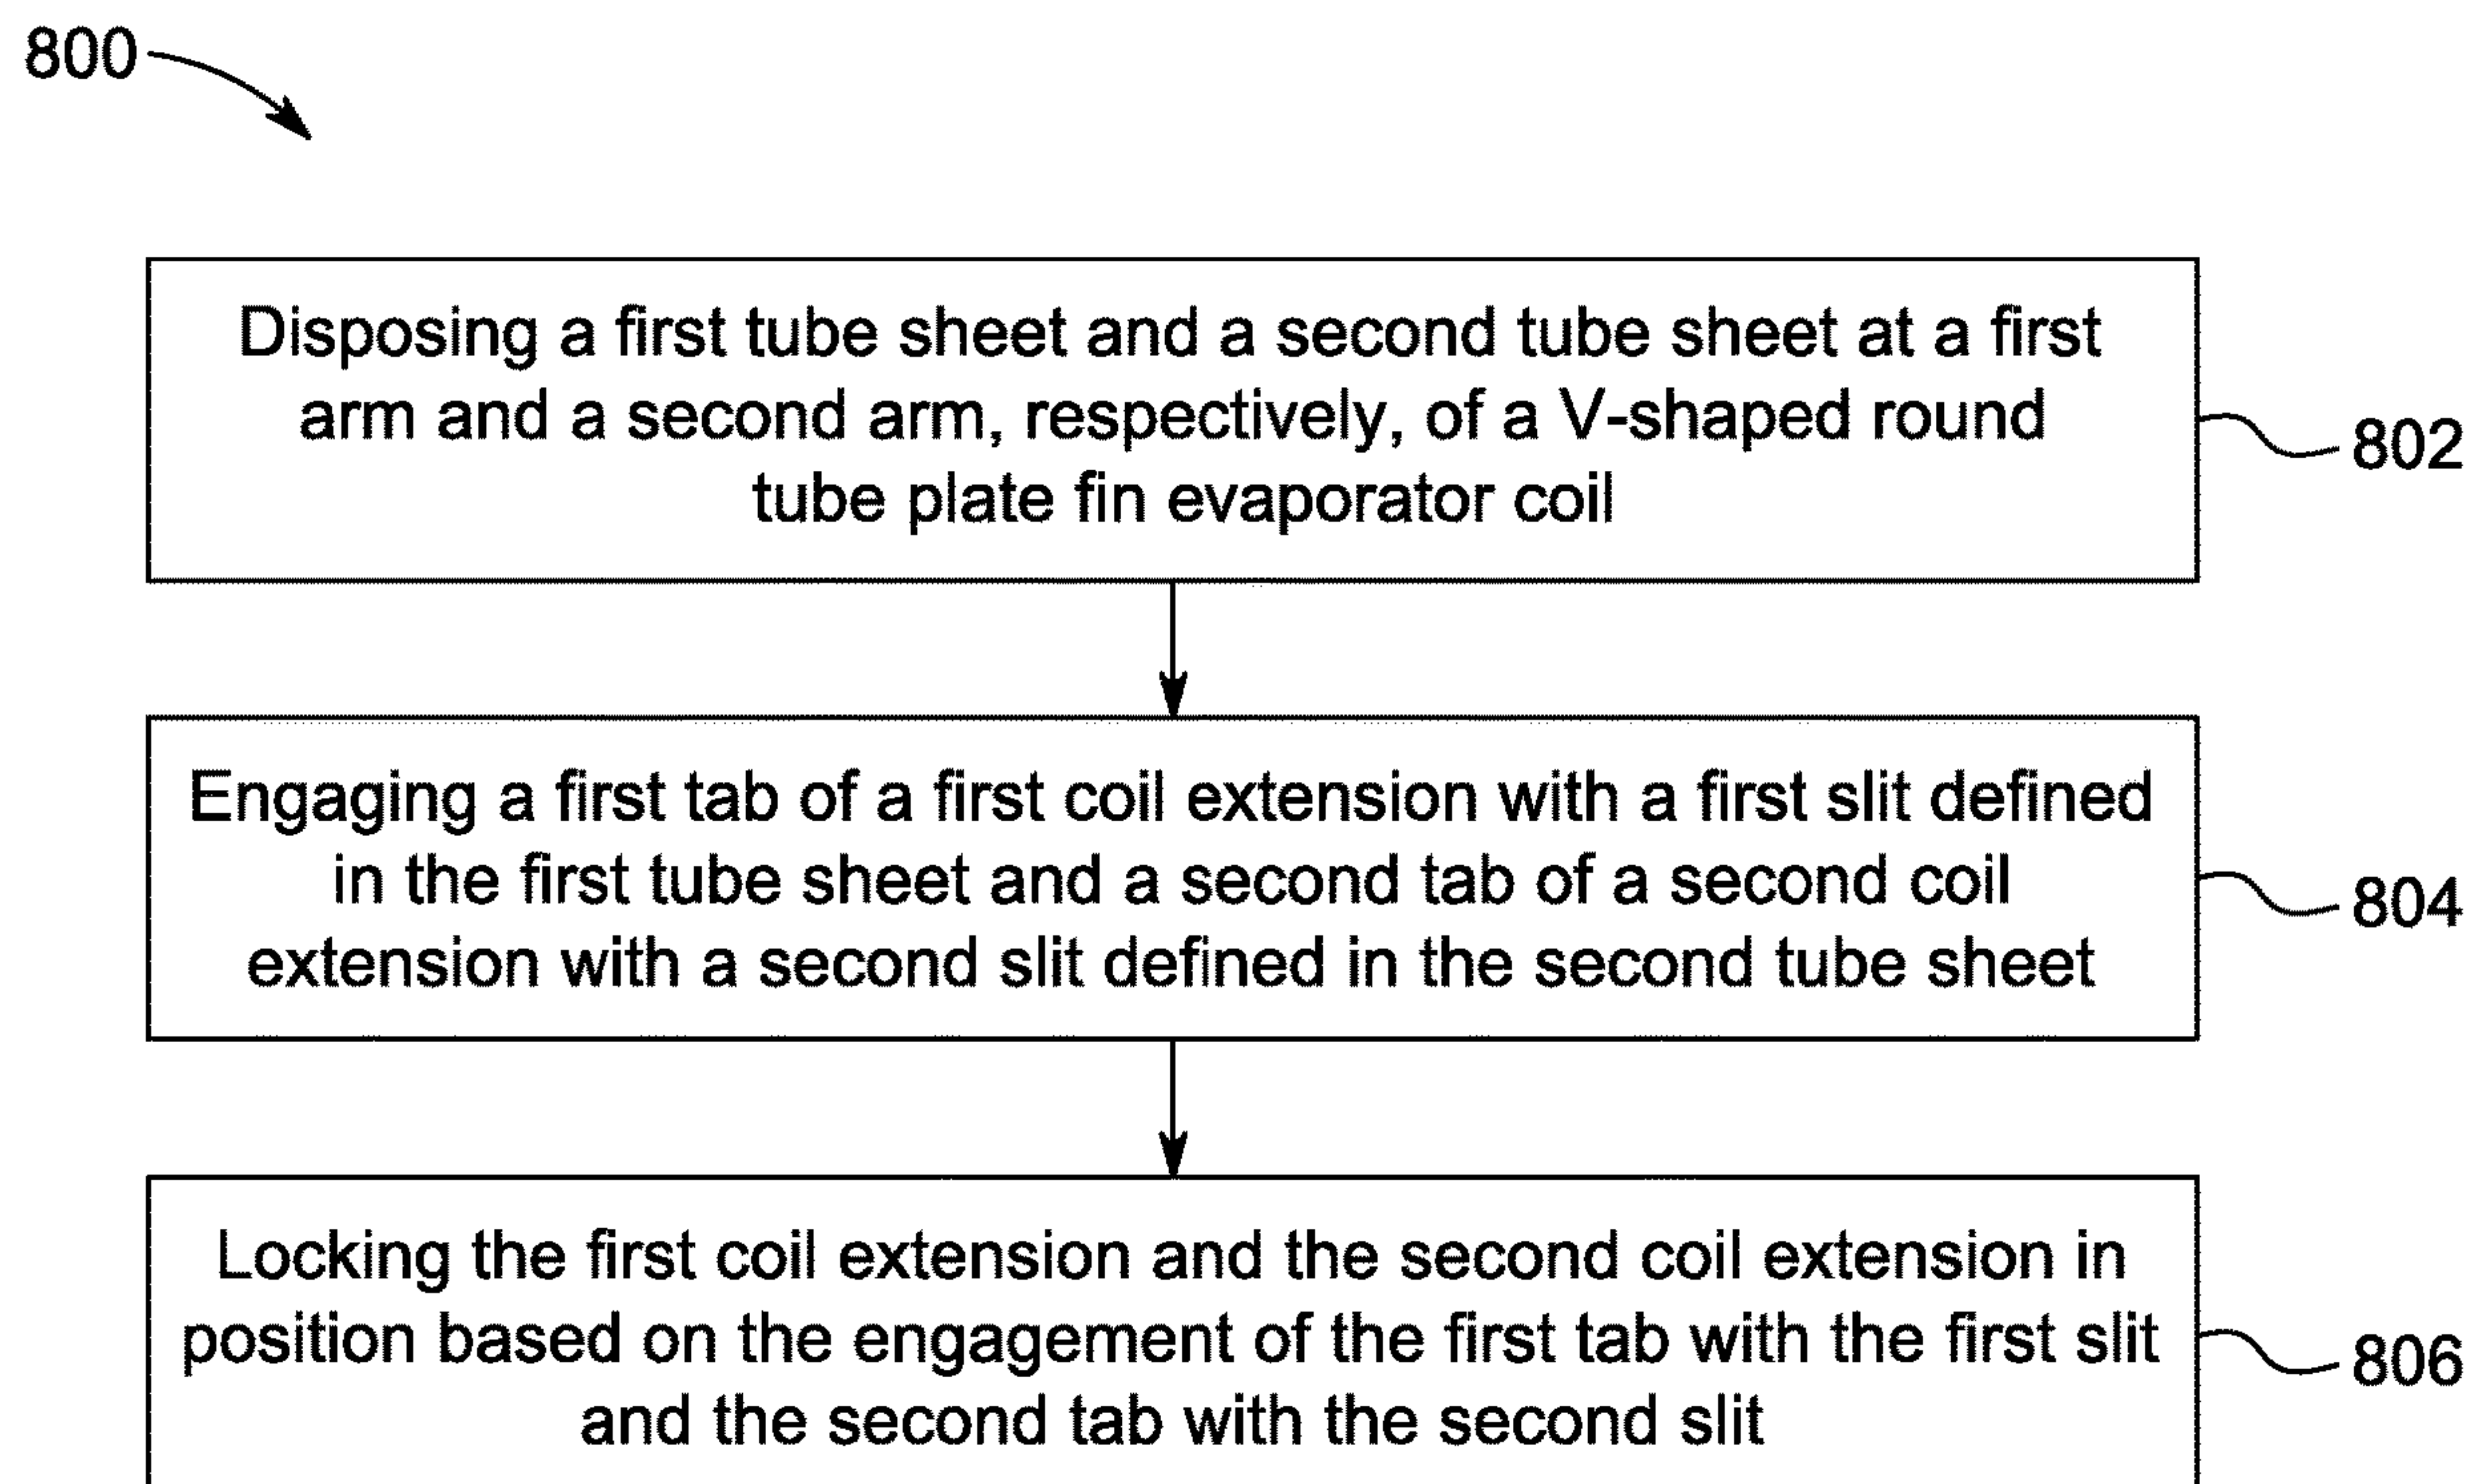 800
Disposing a first tube sheet and a second tube sheet at a first
arm and a second arm, respectively, of a V-shaped round
tube plate fin evaporator coil
802
Engaging a first tab of a first coil extension with a first slit defined
in the first tube sheet and a second tab of a second coil
extension with a second slit defined in the second tube sheet
804
Locking the first coil extension and the second coil extension in
position based on the engagement of the first tab with the first slit
and the second tab with the second slit
806